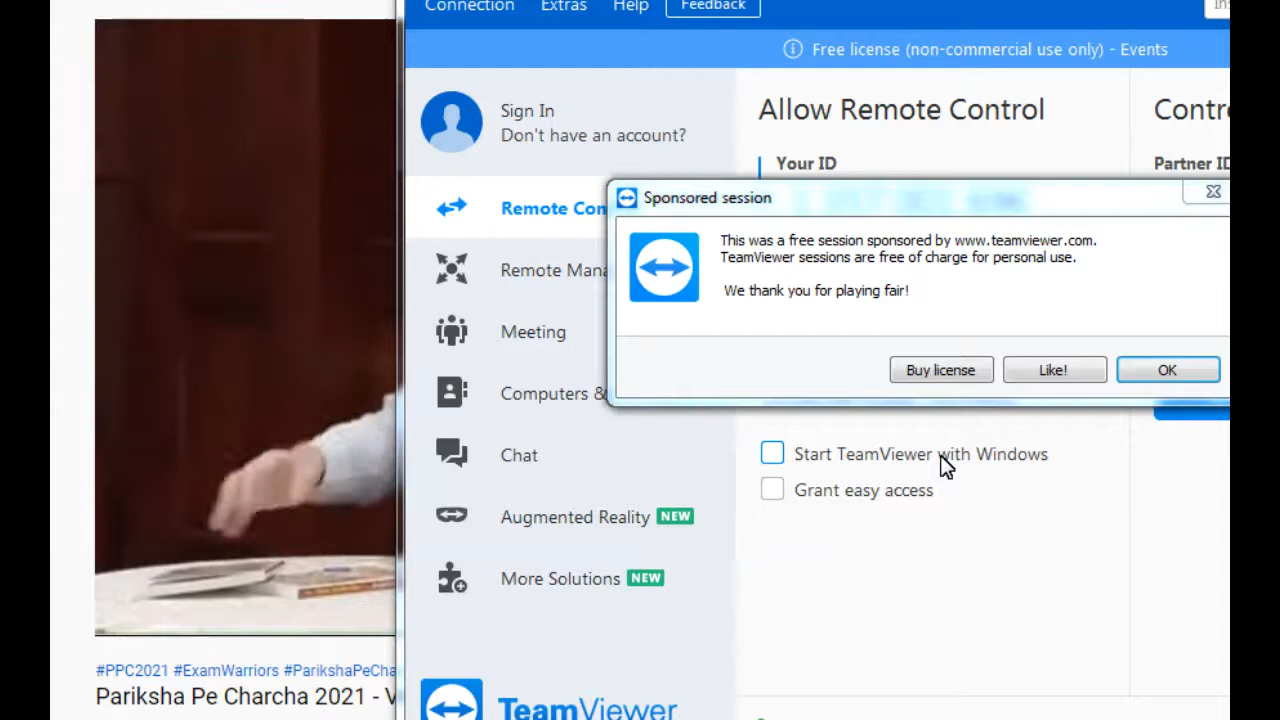 Connection Extras Help Feedback
Free license (non-commercial use only) - Events
Sign In
Don't have an account?
Allow Remote Control
Your ID
Partner ID
Remote Con
Remote Mana
Meeting
Computers &
Chat
Augmented Reality NEW
More Solutions NEW
TeamViewer
Sponsored session
This was a free session sponsored by www.teamviewer.com.
TeamViewer sessions are free of charge for personal use.
We thank you for playing fair!
Buy license Like! OK
Start TeamViewer with Windows
Grant easy access
#PPC2021 #ExamWarriors #ParikshaPeCha
Pariksha Pe Charcha 2021 - V